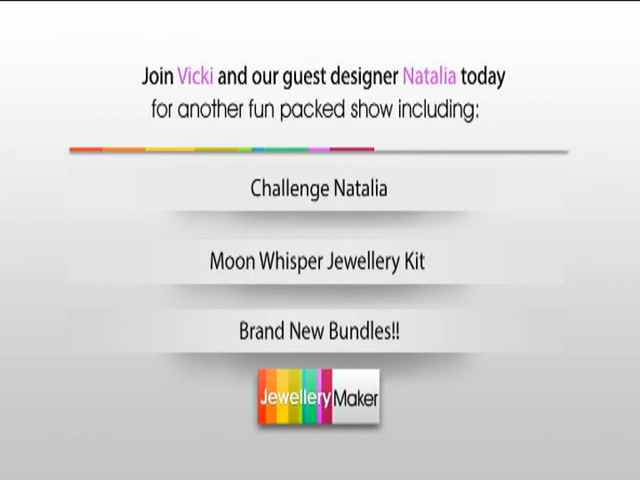 Join Vicki and our guest designer Natalia today
for another fun packed show including:
Challenge Natalia
Moon Whisper Jewellery Kit
Brand New Bundles!!
JewelleryMaker